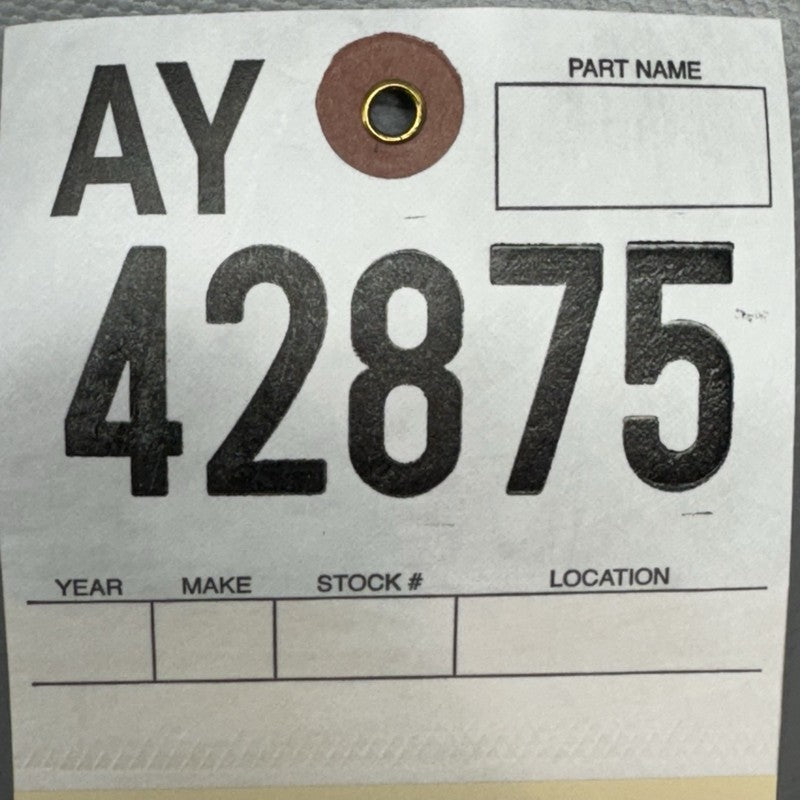 AY
PART NAME
42875
YEAR MAKE STOCK # LOCATION